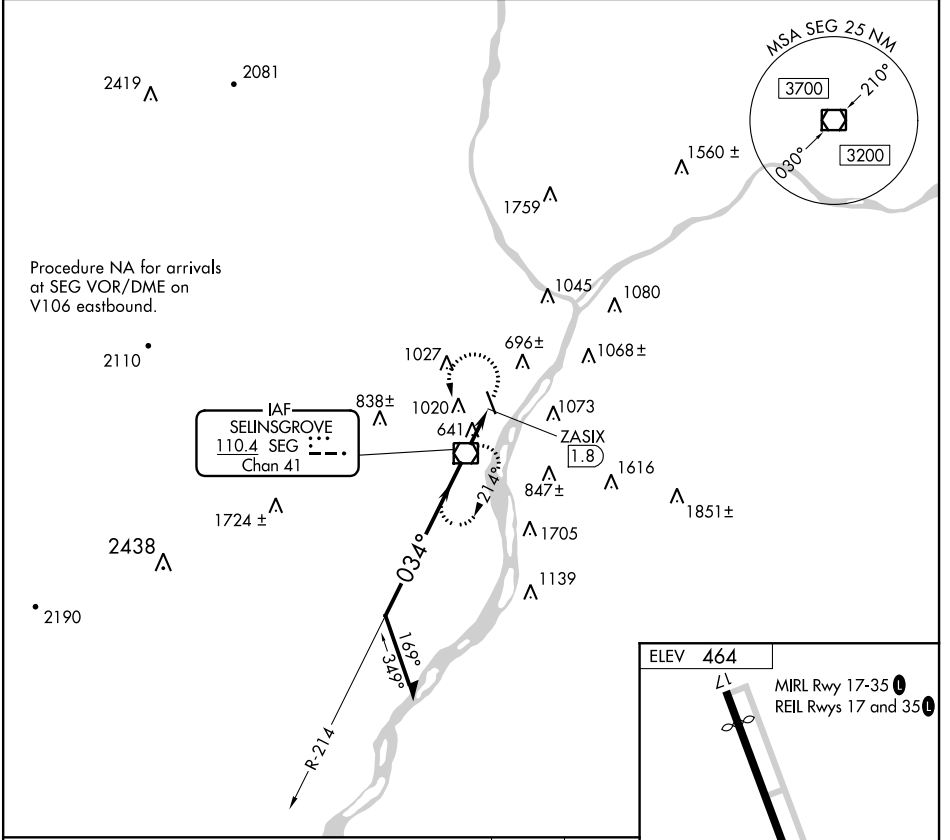 2419
2081
MSA SEG 25 NM
3700
210°
030°
3200
1560 ±
1759
Procedure NA for arrivals
at SEG VOR/DME on
V106 eastbound.
1045
1080
2110
1027
696±
1068±
838±
1020
1073
IAF
SELINSGROVE
110.4 SEG
Chan 41
641
ZASIX
1.8
214°
847±
1616
1724 ±
1851±
1705
2438
034°
1139
2190
169°
349°
R-214
ELEV 464
17
MIRL Rwy 17-35 L
REIL Rwys 17 and 35 L